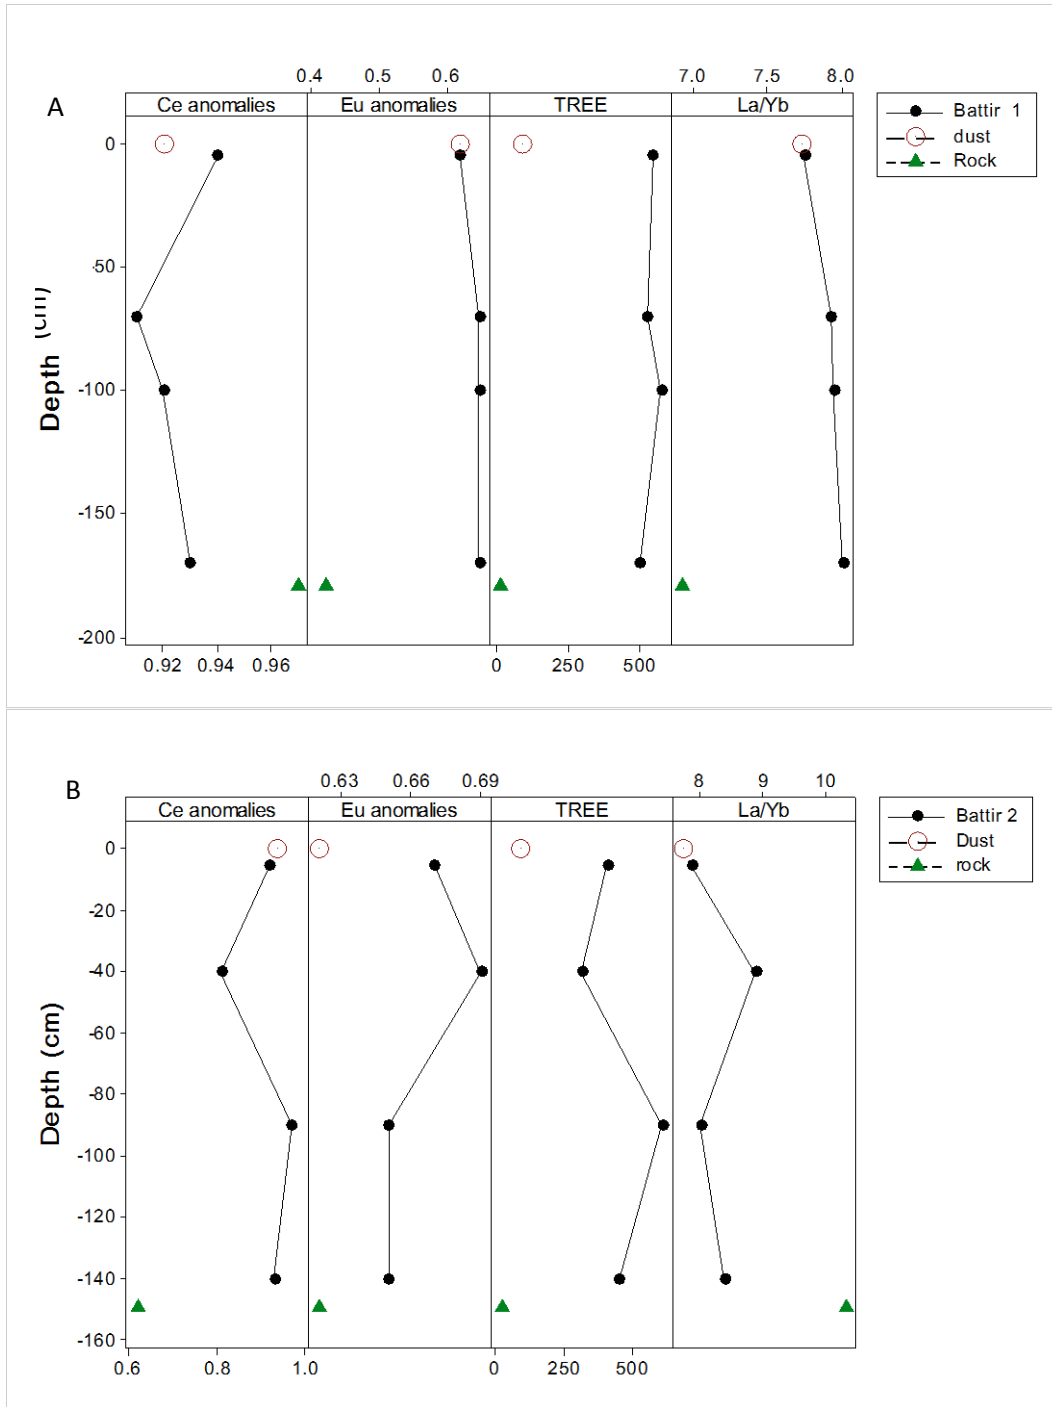 0.4 0.5 0.6 7.0 7.5 8.0
A
Ce anomalies Eu anomalies TREE La/Yb
Battir 1
dust
Rock
0
-50
-100
-150
-200
Depth (cm)
0.92 0.94 0.96 0 250 500
0.63 0.66 0.69 8 9 10
B
Ce anomalies Eu anomalies TREE La/Yb
Battir 2
Dust
rock
0
-20
-40
-60
-80
-100
-120
-140
-160
Depth (cm)
0.6 0.8 1.0 0 250 500